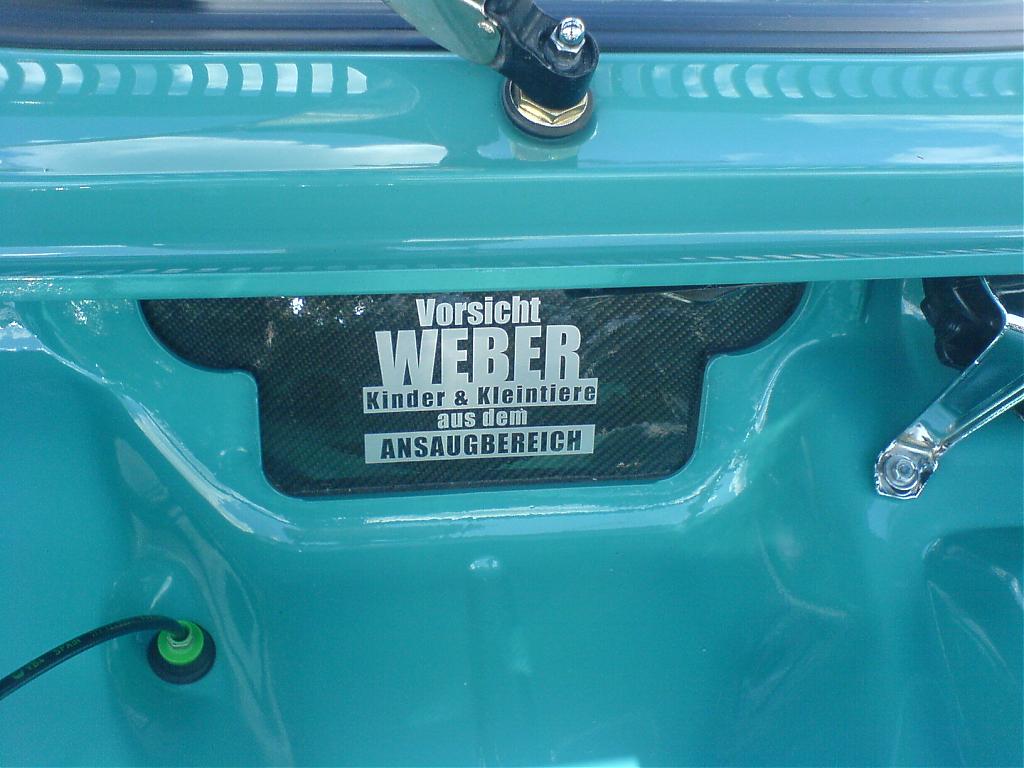 Vorsicht
WEBER
Kinder & Kleintiere
aus dem
ANSAUGBEREICH